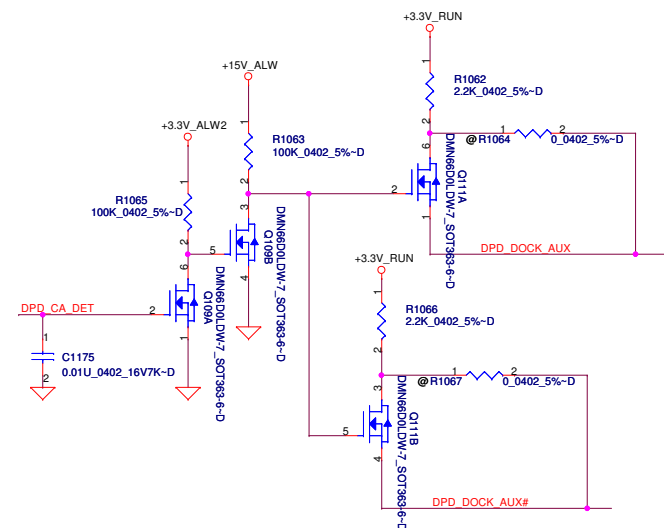 +3.3V_RUN
1
R1062
2.2K_0402_5%~D
2
+15V_ALW
1
R1063
100K_0402_5%~D
2
@R1064
1
2
0_0402_5%~D
6
2
1
DMN66D0LDW-7_SOT363-6~D
Q111A
DPD_DOCK_AUX
+3.3V_ALW2
1
R1065
100K_0402_5%~D
2
3
5
4
DMN66D0LDW-7_SOT363-6~D
Q109B
6
2
1
DMN66D0LDW-7_SOT363-6~D
Q109A
DPD_CA_DET
1
C1175
0.01U_0402_16V7K~D
2
+3.3V_RUN
1
R1066
2.2K_0402_5%~D
2
@R1067
1
2
0_0402_5%~D
3
5
4
DMN66D0LDW-7_SOT363-6~D
Q111B
DPD_DOCK_AUX#